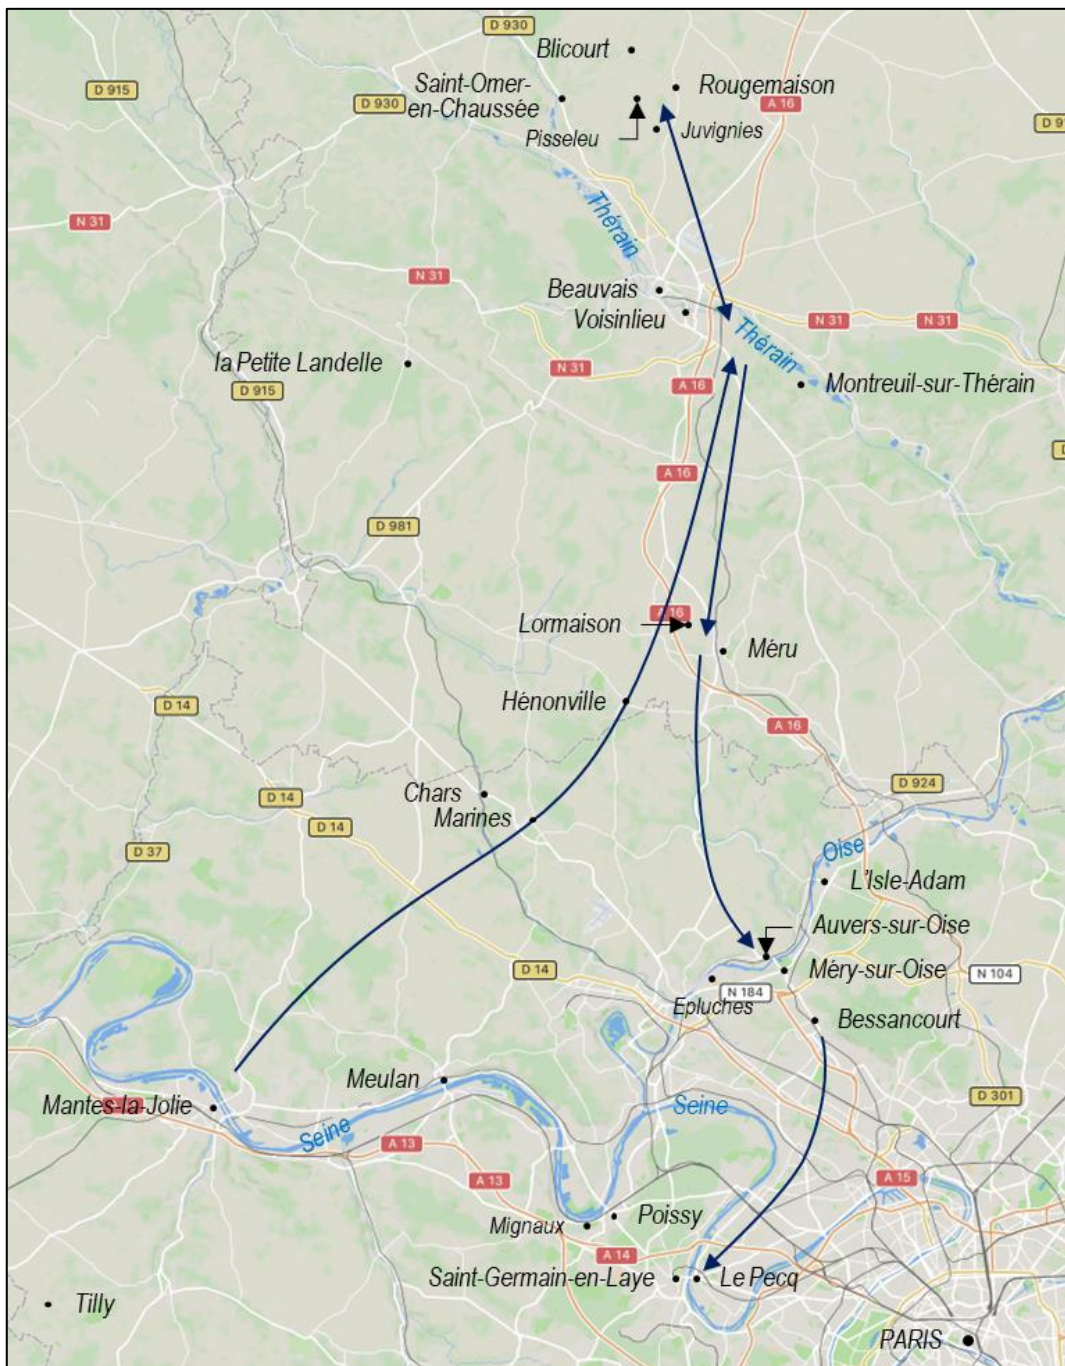 D 930
Blicourt
D 915
Saint-Omer-
en-Chaussée
D 930
Rougemaison
A 16
Pisseleu
Juvignies
N 31
Thérain
N 31
Beauvais
Voisinlieu
Thérain
N 31
N 31
la Petite Landelle
N 31
D 915
A 16
Montreuil-sur-Thérain
A 16
D 981
Lormaison
A 16
Méru
Hénonville
D 14
A 16
Chars
D 14
Marines
D 14
D 924
D 37
Oise
L'Isle-Adam
Auvers-sur-Oise
D 14
Méry-sur-Oise
N 104
N 184
Epluches
Bessancourt
Meulan
Mantes-la-Jolie
Seine
Seine
D 301
A 13
A 13
A 15
Mignaux
Poissy
A 14
Saint-Germain-en-Laye
Le Pecq
Tilly
PARIS